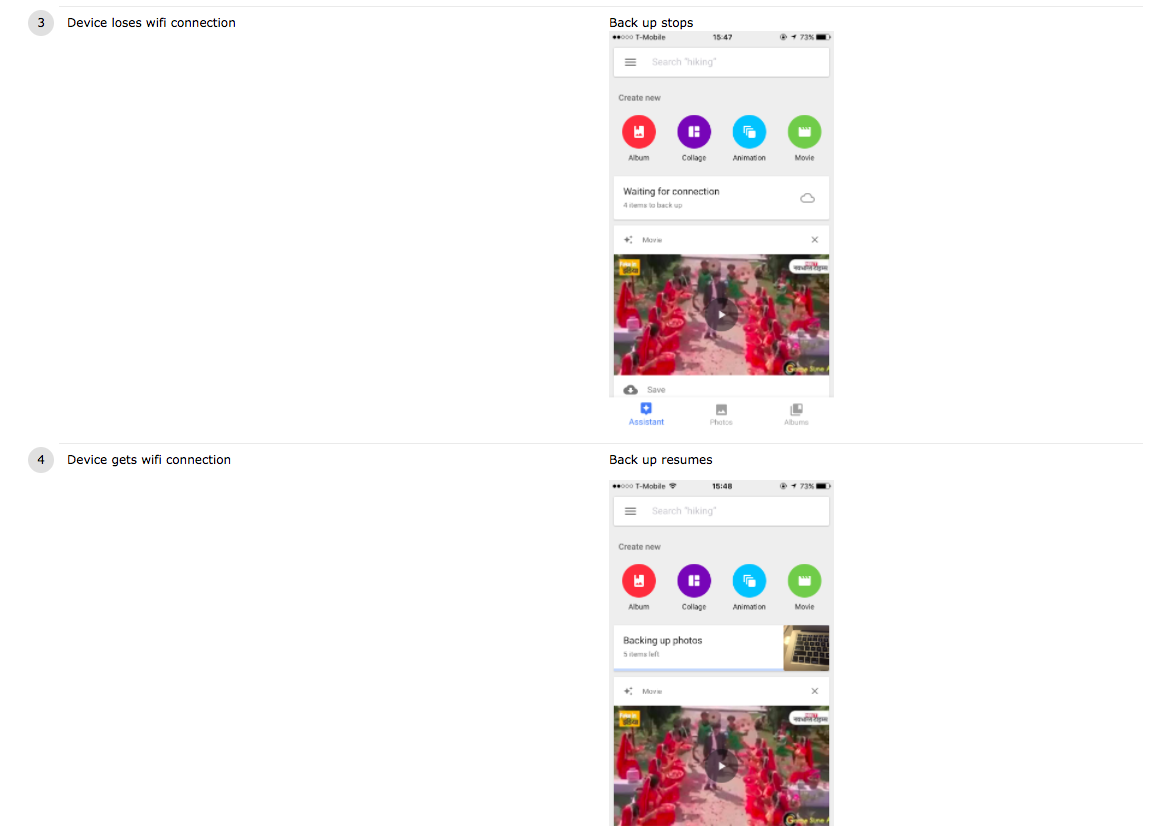 3 Device loses wifi connection
Back up stops
T-Mobile 15:47 73%
Search "hiking"
Create new
Album Collage Animation Movie
Waiting for connection
4 items to back up
Movie
Save
Assistant Photos Albums
4 Device gets wifi connection
Back up resumes
T-Mobile 15:48 73%
Search "hiking"
Create new
Album Collage Animation Movie
Backing up photos
5 items left
Movie